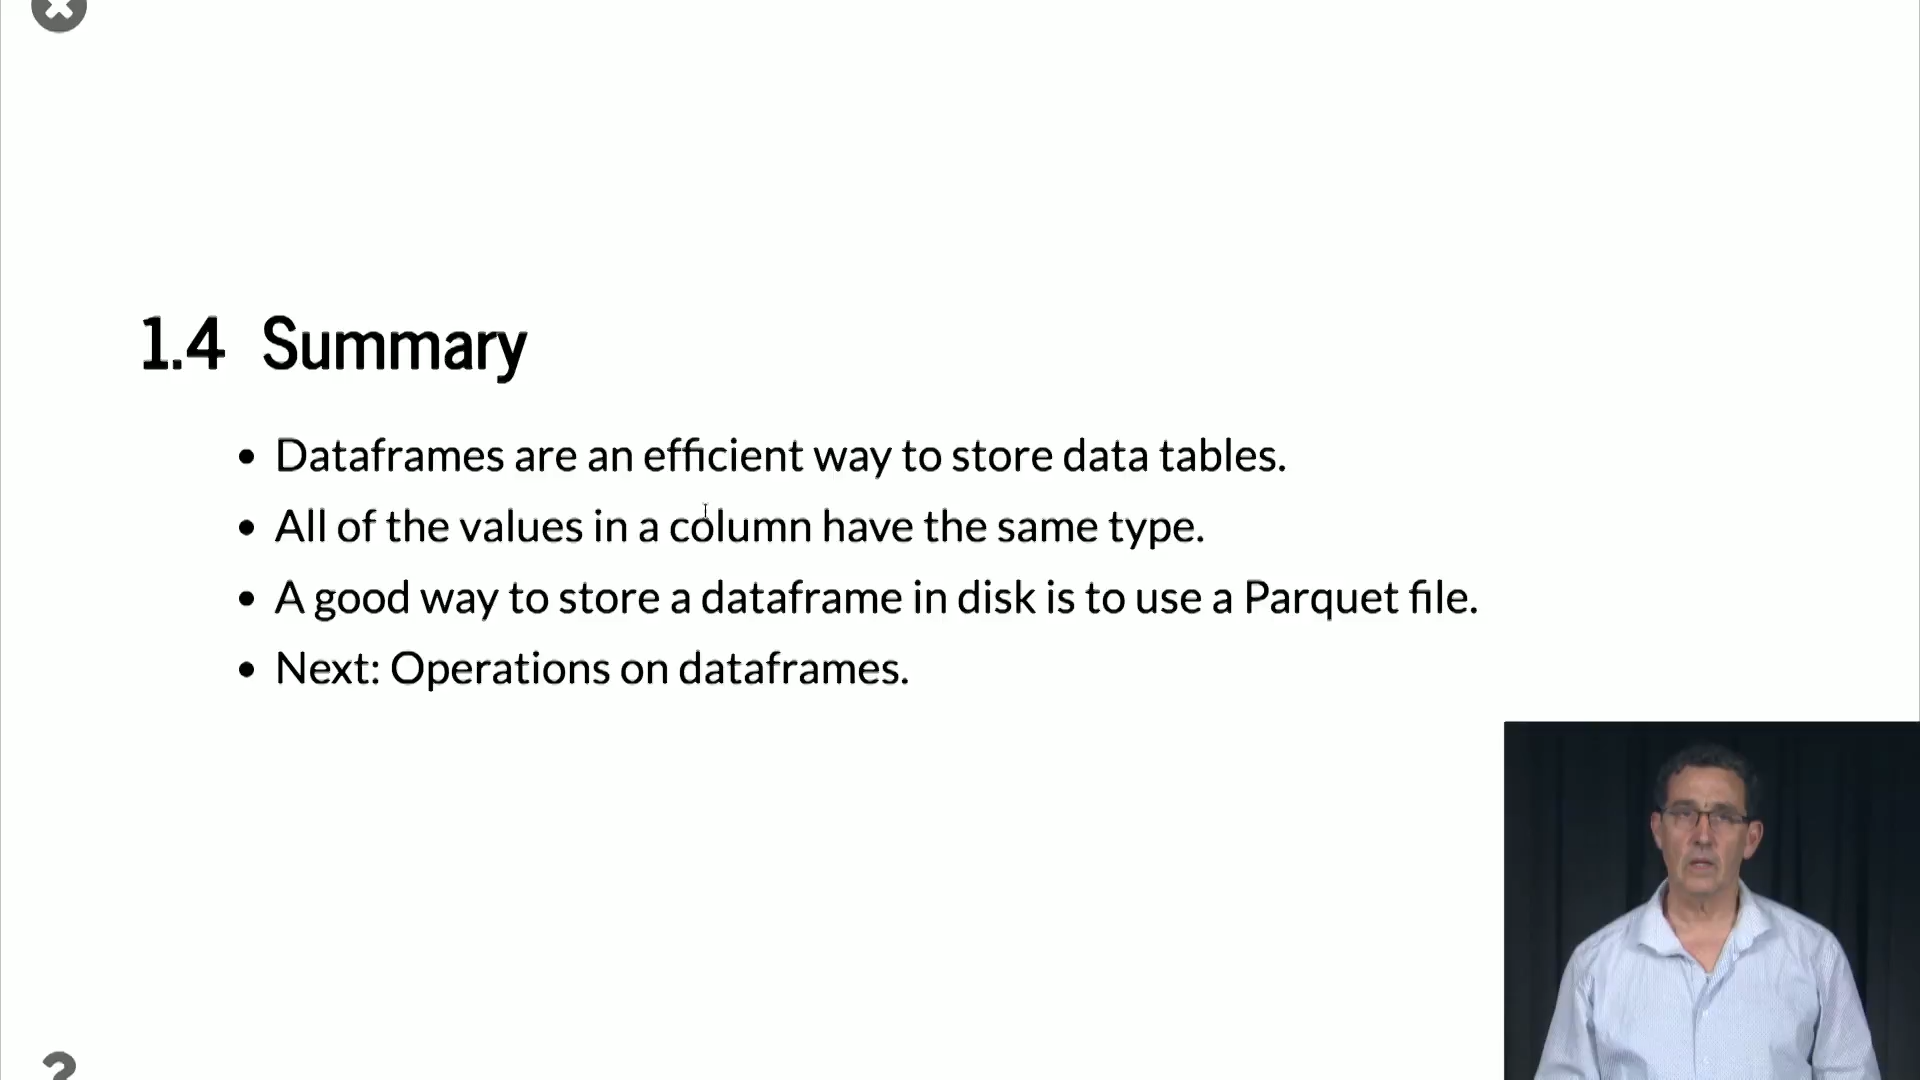 1.4 Summary
Dataframes are an efficient way to store data tables.
All of the values in a column have the same type.
A good way to store a dataframe in disk is to use a Parquet file.
Next: Operations on dataframes.
?